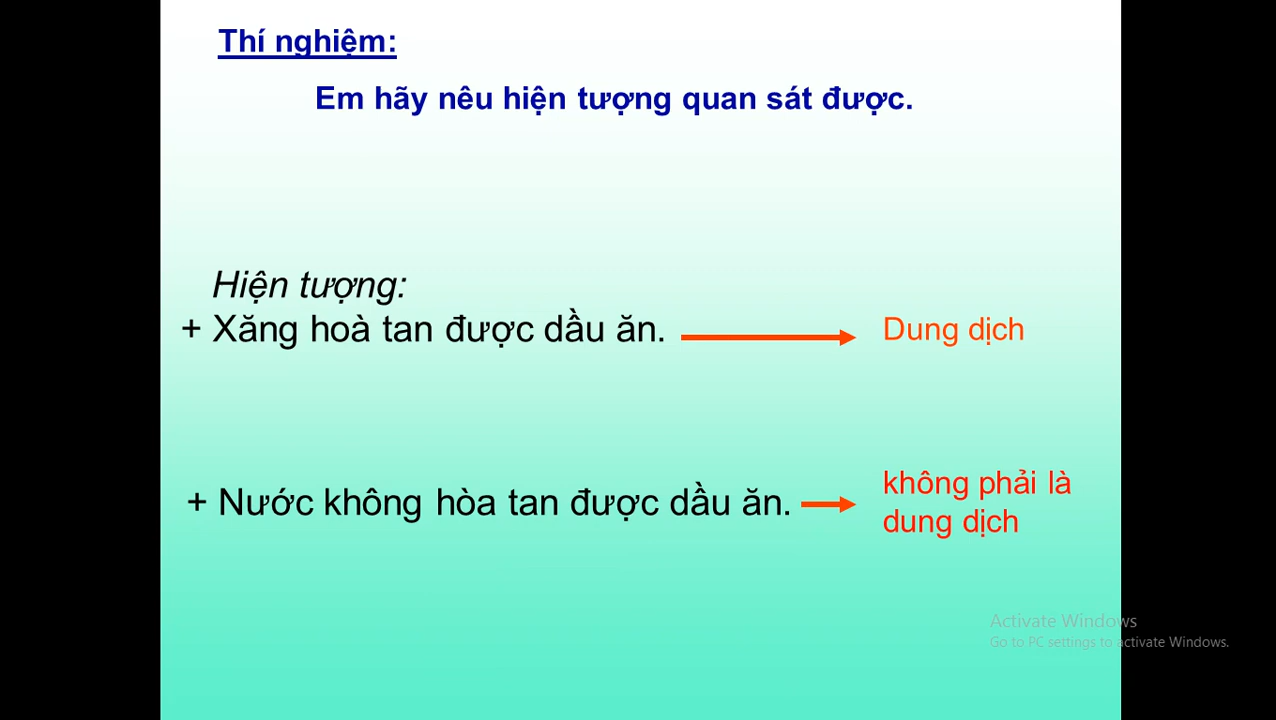 Thí nghiệm:
Em hãy nêu hiện tượng quan sát được.
Hiện tượng:
+ Xăng hoà tan được dầu ăn.
Dung dịch
+ Nước không hòa tan được dầu ăn.
không phải là
dung dịch
Activate Windows
Go to PC settings to activate Windows.